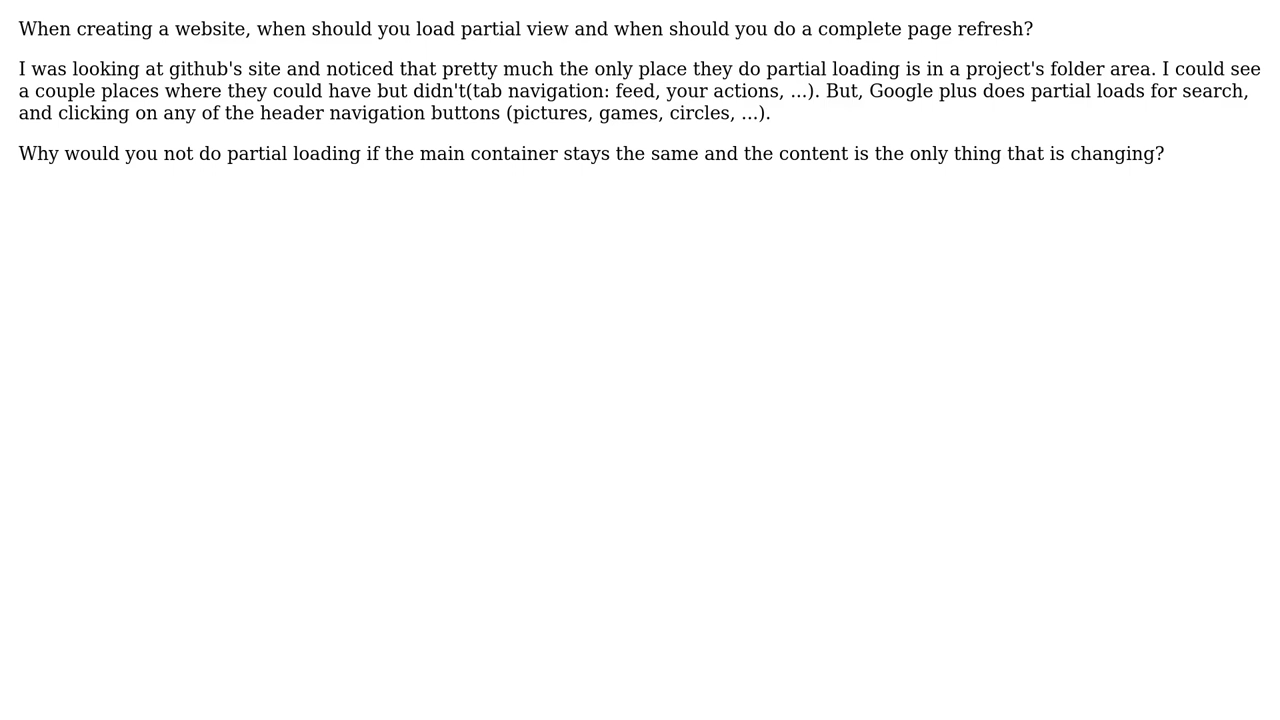 When creating a website, when should you load partial view and when should you do a complete page refresh?
I was looking at github's site and noticed that pretty much the only place they do partial loading is in a project's folder area. I could see
a couple places where they could have but didn't(tab navigation: feed, your actions, ...). But, Google plus does partial loads for search,
and clicking on any of the header navigation buttons (pictures, games, circles, ...).
Why would you not do partial loading if the main container stays the same and the content is the only thing that is changing?